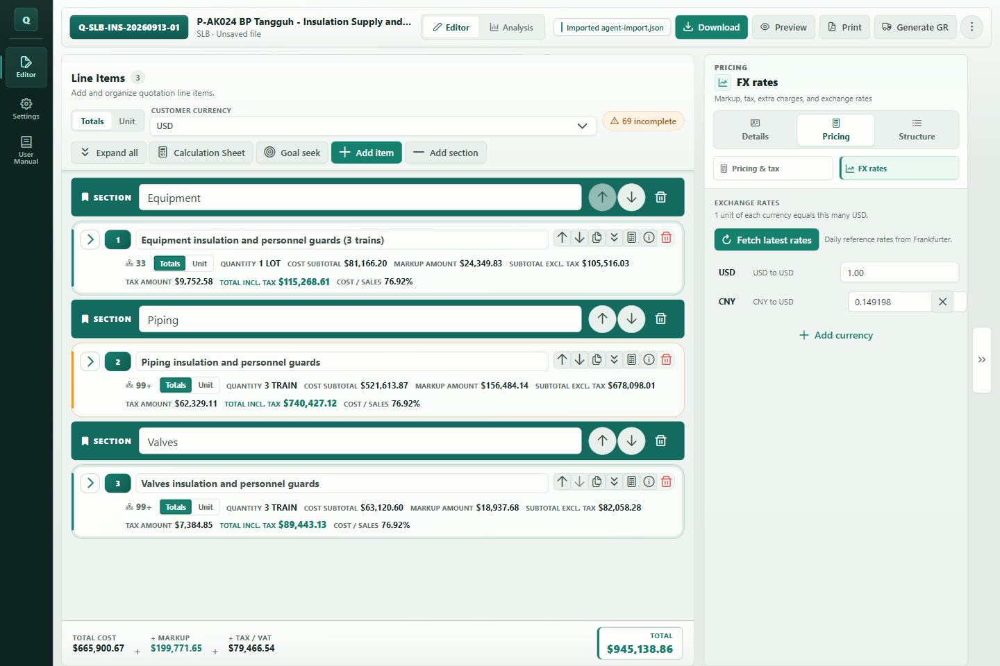 Q
Editor
Settings
User
Manual
Q-SLB-INS-20260913-01
P-AK024 BP Tangguh - Insulation Supply and...
SLB · Unsaved file
Editor
Analysis
Imported agent-import.json
Download
Preview
Print
Generate GR
Line Items 3
Add and organize quotation line items.
Totals
Unit
CUSTOMER CURRENCY
USD
69 incomplete
Expand all
Calculation Sheet
Goal seek
Add item
Add section
SECTION
Equipment
1
Equipment insulation and personnel guards (3 trains)
33 Totals Unit QUANTITY 1 LOT COST SUBTOTAL $81,166.20 MARKUP AMOUNT $24,349.83 SUBTOTAL EXCL. TAX $105,516.03
TAX AMOUNT $9,752.58 TOTAL INCL. TAX $115,268.61 COST / SALES 76.92%
SECTION
Piping
2
Piping insulation and personnel guards
99+ Totals Unit QUANTITY 3 TRAIN COST SUBTOTAL $521,613.87 MARKUP AMOUNT $156,484.14 SUBTOTAL EXCL. TAX $678,098.01
TAX AMOUNT $62,329.11 TOTAL INCL. TAX $740,427.12 COST / SALES 76.92%
SECTION
Valves
3
Valves insulation and personnel guards
99+ Totals Unit QUANTITY 3 TRAIN COST SUBTOTAL $63,120.60 MARKUP AMOUNT $18,937.68 SUBTOTAL EXCL. TAX $82,058.28
TAX AMOUNT $7,384.85 TOTAL INCL. TAX $89,443.13 COST / SALES 76.92%
TOTAL COST
$665,900.67
+
+ MARKUP
$199,771.65
+
+ TAX / VAT
$79,466.54
TOTAL
$945,138.86
PRICING
FX rates
Markup, tax, extra charges, and exchange rates
Details
Pricing
Structure
Pricing & tax
FX rates
EXCHANGE RATES
1 unit of each currency equals this many USD.
Fetch latest rates
Daily reference rates from Frankfurter.
USD USD to USD 1.00
CNY CNY to USD 0.149198
Add currency